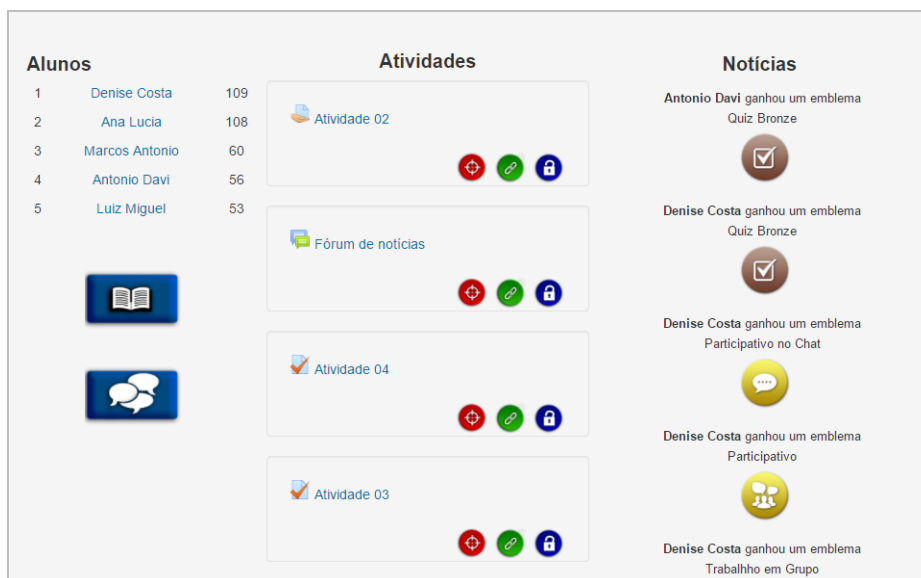 Alunos
1 Denise Costa 109
2 Ana Lucia 108
3 Marcos Antonio 60
4 Antonio Davi 56
5 Luiz Miguel 53
Atividades
Atividade 02
Fórum de notícias
Atividade 04
Atividade 03
Notícias
Antonio Davi ganhou um emblema
Quiz Bronze
Denise Costa ganhou um emblema
Quiz Bronze
Denise Costa ganhou um emblema
Participativo no Chat
Denise Costa ganhou um emblema
Participativo
Denise Costa ganhou um emblema
Trabalhho em Grupo